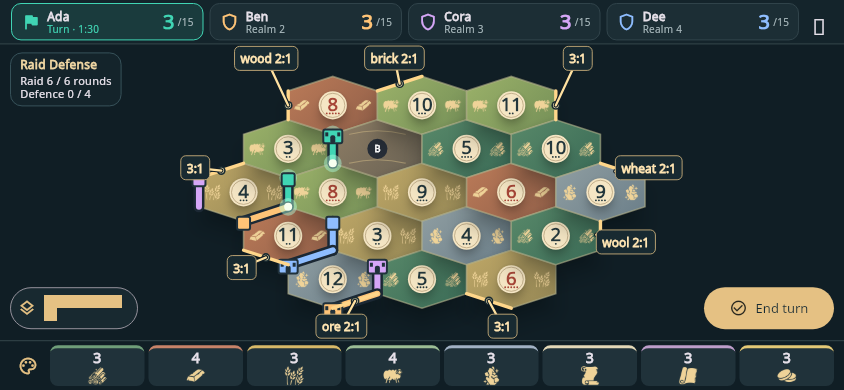 Ada
Turn · 1:30
3 /15
Ben
Realm 2
3 /15
Cora
Realm 3
3 /15
Dee
Realm 4
3 /15
Raid Defense
Raid 6 / 6 rounds
Defence 0 / 4
wood 2:1
brick 2:1
3:1
8
10
11
3
B
5
10
3:1
wheat 2:1
4
8
9
6
9
11
3
4
2
wool 2:1
3:1
12
5
6
ore 2:1
3:1
End turn
3
4
3
4
3
3
3
3